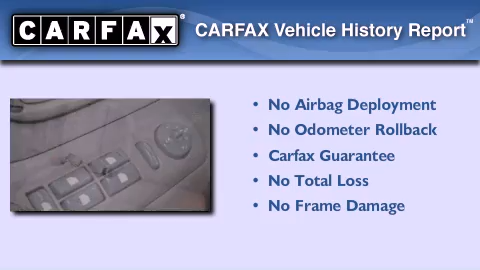 CARFAX® CARFAX Vehicle History Report™
• No Airbag Deployment
• No Odometer Rollback
• Carfax Guarantee
• No Total Loss
• No Frame Damage